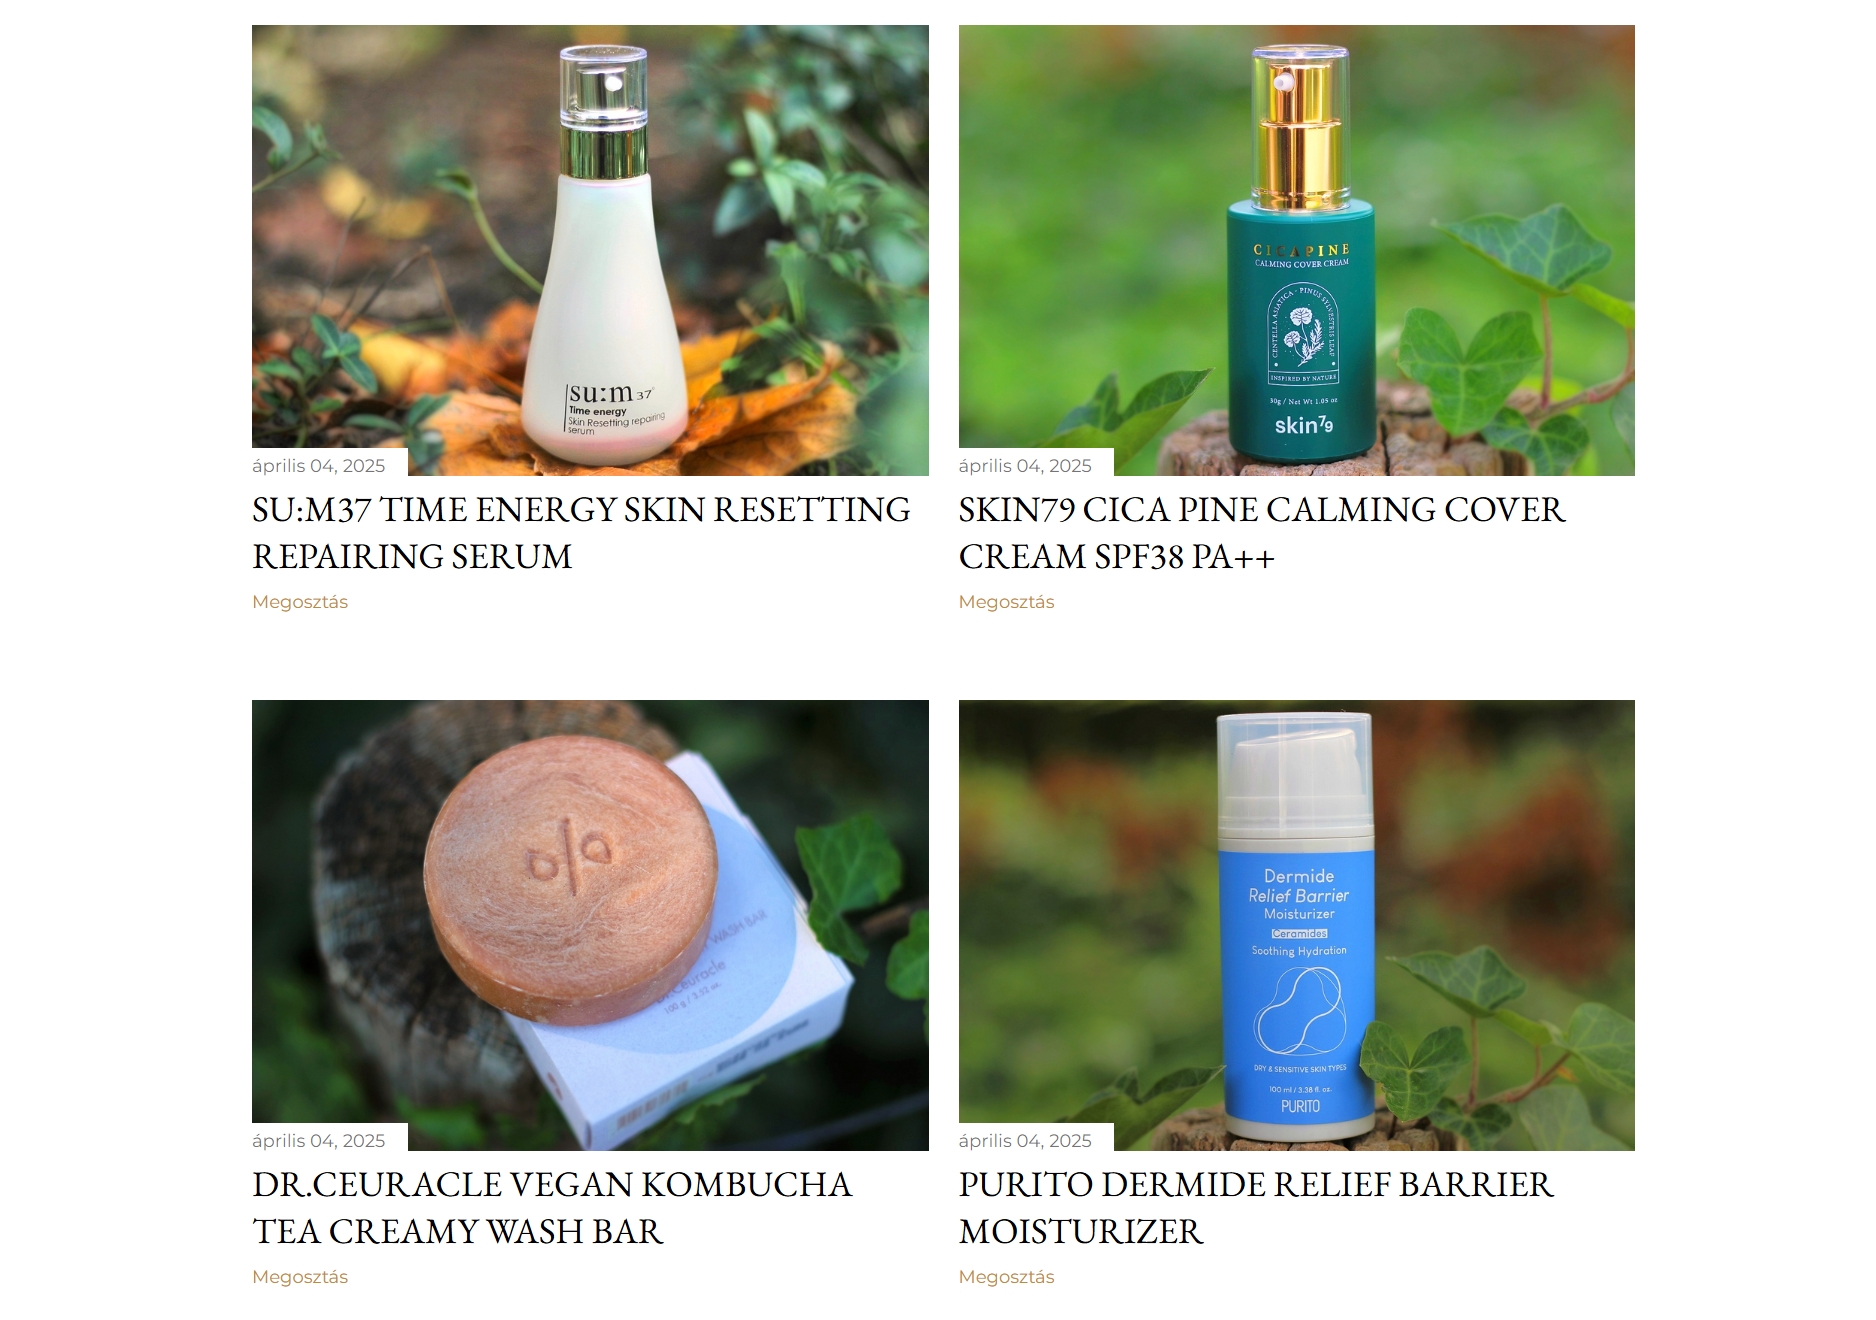 su:m 37°
Time energy
Skin Resetting repairing
serum
április 04, 2025
SU:M37 TIME ENERGY SKIN RESETTING
REPAIRING SERUM
Megosztás
CICAPINE
CALMING COVER CREAM
CENTELLA ASIATICA - PINUS SYLVESTRIS LEAF
INSPIRED BY NATURE
30g / Net Wt 1.05 oz
skin79
április 04, 2025
SKIN79 CICA PINE CALMING COVER
CREAM SPF38 PA++
Megosztás
WASH BAR
Dr.Ceuracle
100 g / 3.52 oz.
április 04, 2025
DR.CEURACLE VEGAN KOMBUCHA
TEA CREAMY WASH BAR
Megosztás
Dermide
Relief Barrier
Moisturizer
Ceramides
Soothing Hydration
DRY & SENSITIVE SKIN TYPES
100 ml / 3.38 fl. oz.
PURITO
április 04, 2025
PURITO DERMIDE RELIEF BARRIER
MOISTURIZER
Megosztás